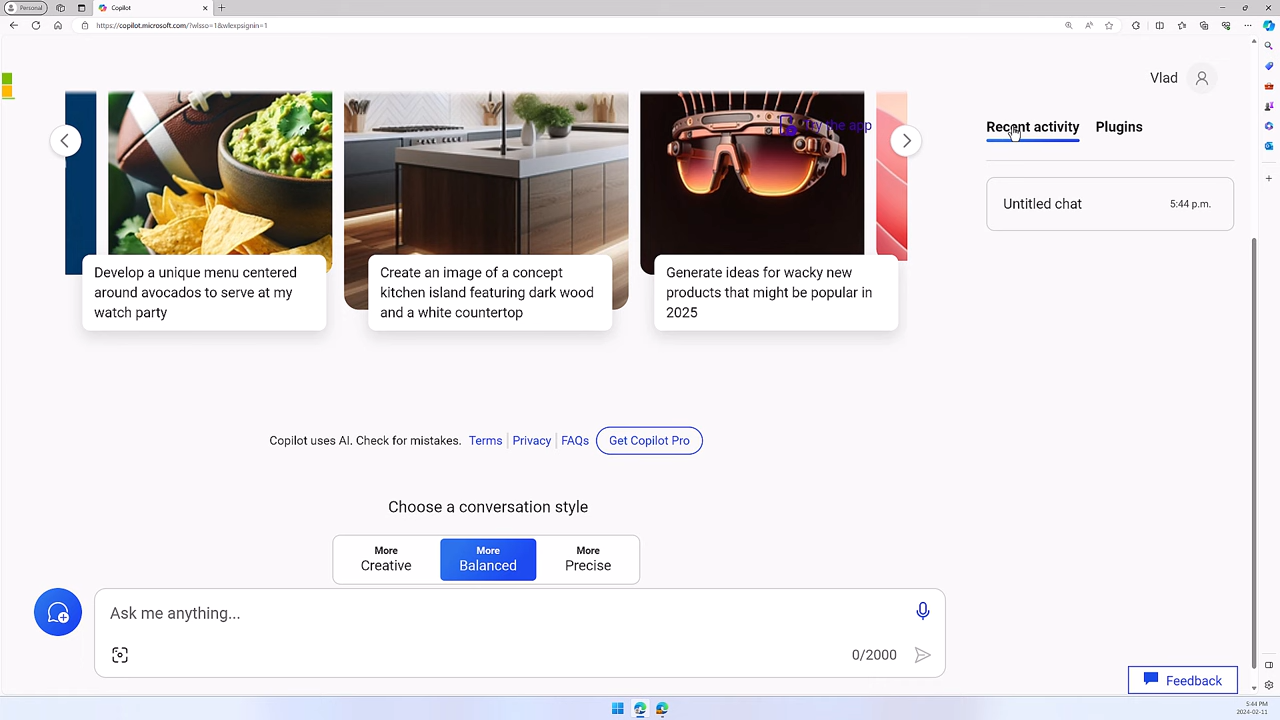 Personal
Copilot
https://copilot.microsoft.com/?wlsso=1&wlexpsignin=1
Vlad
Try the app
Recent activity
Plugins
Untitled chat
5:44 p.m.
Develop a unique menu centered
around avocados to serve at my
watch party
Create an image of a concept
kitchen island featuring dark wood
and a white countertop
Generate ideas for wacky new
products that might be popular in
2025
Copilot uses AI. Check for mistakes. Terms Privacy FAQs Get Copilot Pro
Choose a conversation style
More
Creative
More
Balanced
More
Precise
Ask me anything...
0/2000
Feedback
5:44 PM
2024-02-11